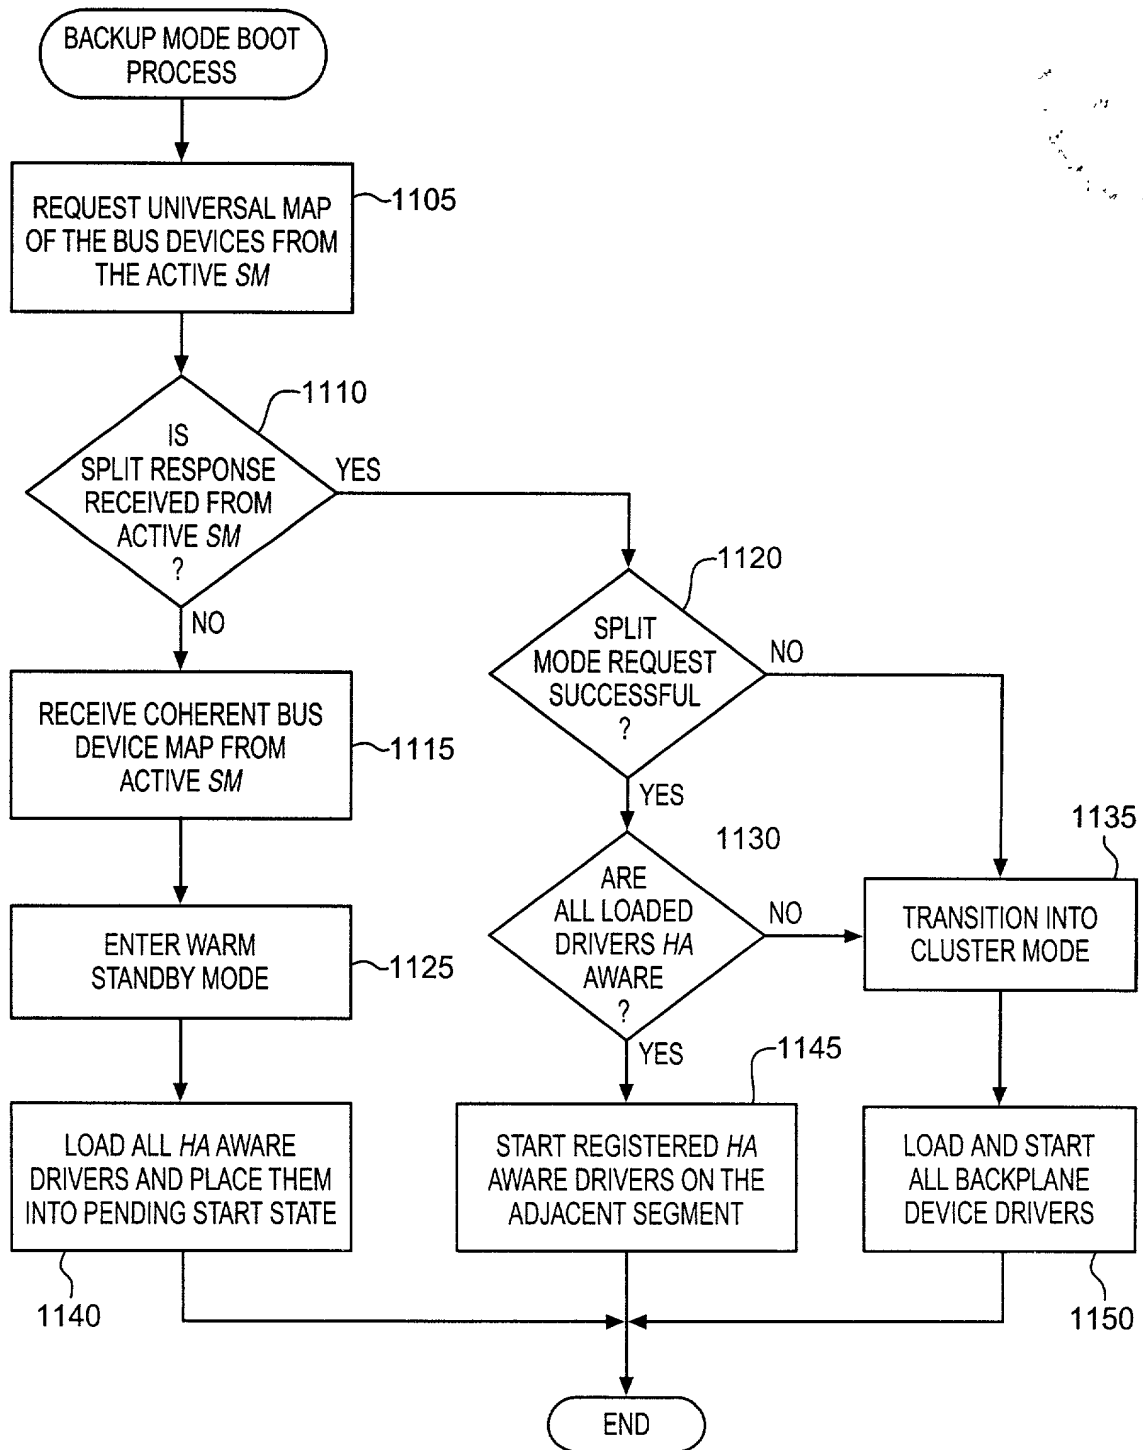 BACKUP MODE BOOT
PROCESS
REQUEST UNIVERSAL MAP
OF THE BUS DEVICES FROM
THE ACTIVE SM
1105
IS
SPLIT RESPONSE
RECEIVED FROM
ACTIVE SM
?
1110
YES
NO
SPLIT
MODE REQUEST
SUCCESSFUL
?
1120
NO
YES
RECEIVE COHERENT BUS
DEVICE MAP FROM
ACTIVE SM
1115
ARE
ALL LOADED
DRIVERS HA
AWARE
?
1130
NO
YES
1135
TRANSITION INTO
CLUSTER MODE
ENTER WARM
STANDBY MODE
1125
LOAD ALL HA AWARE
DRIVERS AND PLACE THEM
INTO PENDING START STATE
1140
START REGISTERED HA
AWARE DRIVERS ON THE
ADJACENT SEGMENT
1145
LOAD AND START
ALL BACKPLANE
DEVICE DRIVERS
1150
END